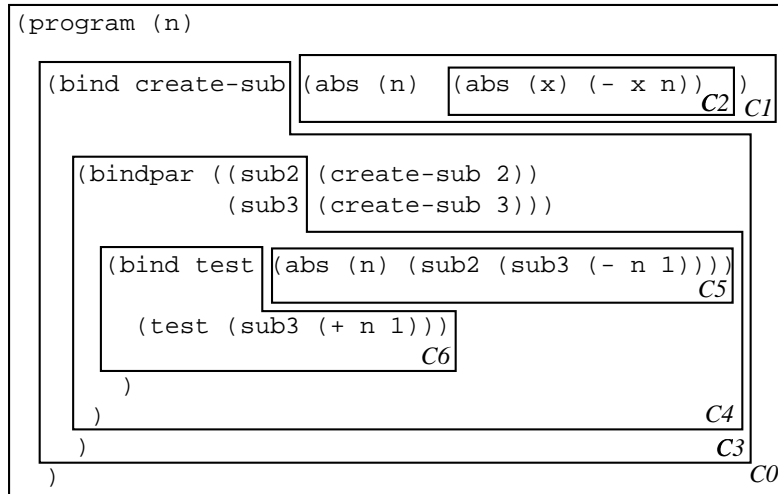 (program (n)
(bind create-sub (abs (n) (abs (x) (- x n)) )
C2 C1
(bindpar ((sub2 (create-sub 2))
(sub3 (create-sub 3)))
(bind test (abs (n) (sub2 (sub3 (- n 1))))
C5
(test (sub3 (+ n 1)))
C6
)
) C4
) C3
) C0